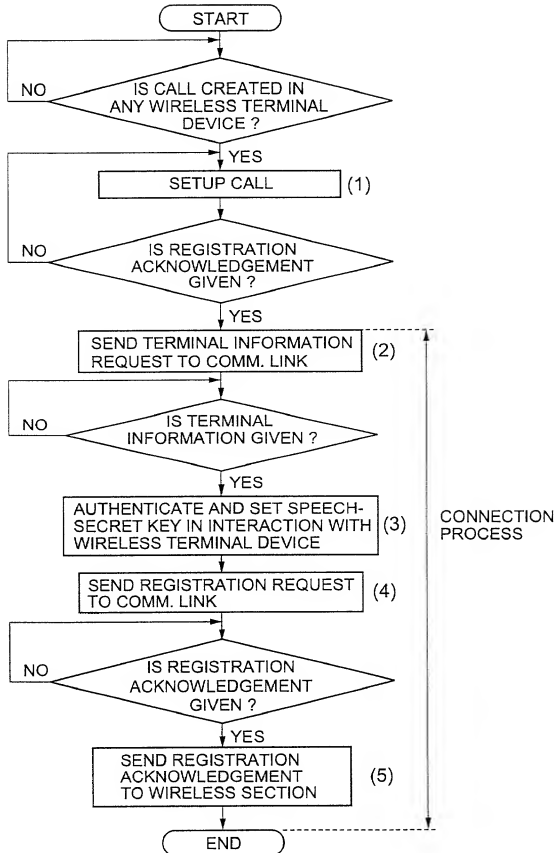 START
IS CALL CREATED IN
ANY WIRELESS TERMINAL
DEVICE ?
NO
YES
SETUP CALL
(1)
IS REGISTRATION
ACKNOWLEDGEMENT
GIVEN ?
NO
YES
SEND TERMINAL INFORMATION
REQUEST TO COMM. LINK
(2)
IS TERMINAL
INFORMATION GIVEN ?
NO
YES
AUTHENTICATE AND SET SPEECH-
SECRET KEY IN INTERACTION WITH
WIRELESS TERMINAL DEVICE
(3)
CONNECTION
PROCESS
SEND REGISTRATION REQUEST
TO COMM. LINK
(4)
IS REGISTRATION
ACKNOWLEDGEMENT
GIVEN ?
NO
YES
SEND REGISTRATION
ACKNOWLEDGEMENT
TO WIRELESS SECTION
(5)
END